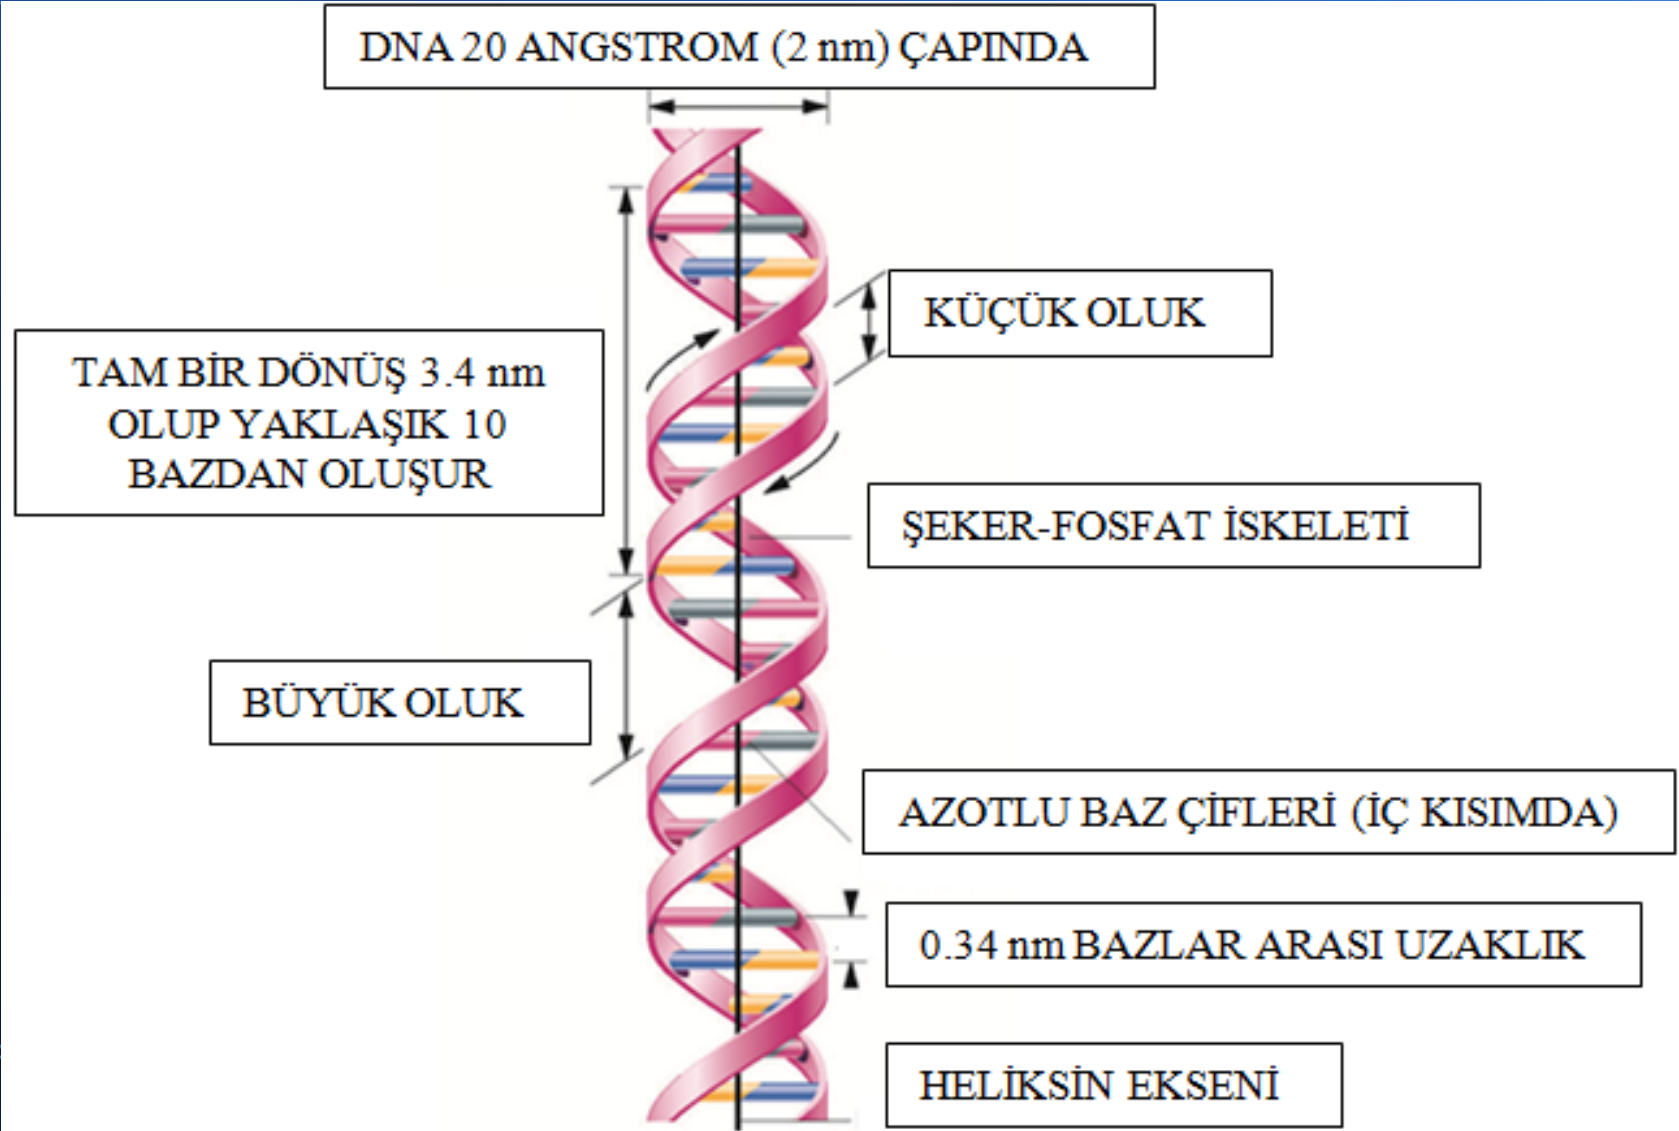 DNA 20 ANGSTROM (2 nm) ÇAPINDA
KÜÇÜK OLUK
TAM BİR DÖNÜŞ 3.4 nm
OLUP YAKLAŞIK 10
BAZDAN OLUŞUR
ŞEKER-FOSFAT İSKELETİ
BÜYÜK OLUK
AZOTLU BAZ ÇİFLERİ (İÇ KISIMDA)
0.34 nm BAZLAR ARASI UZAKLIK
HELİKSİN EKSENİ